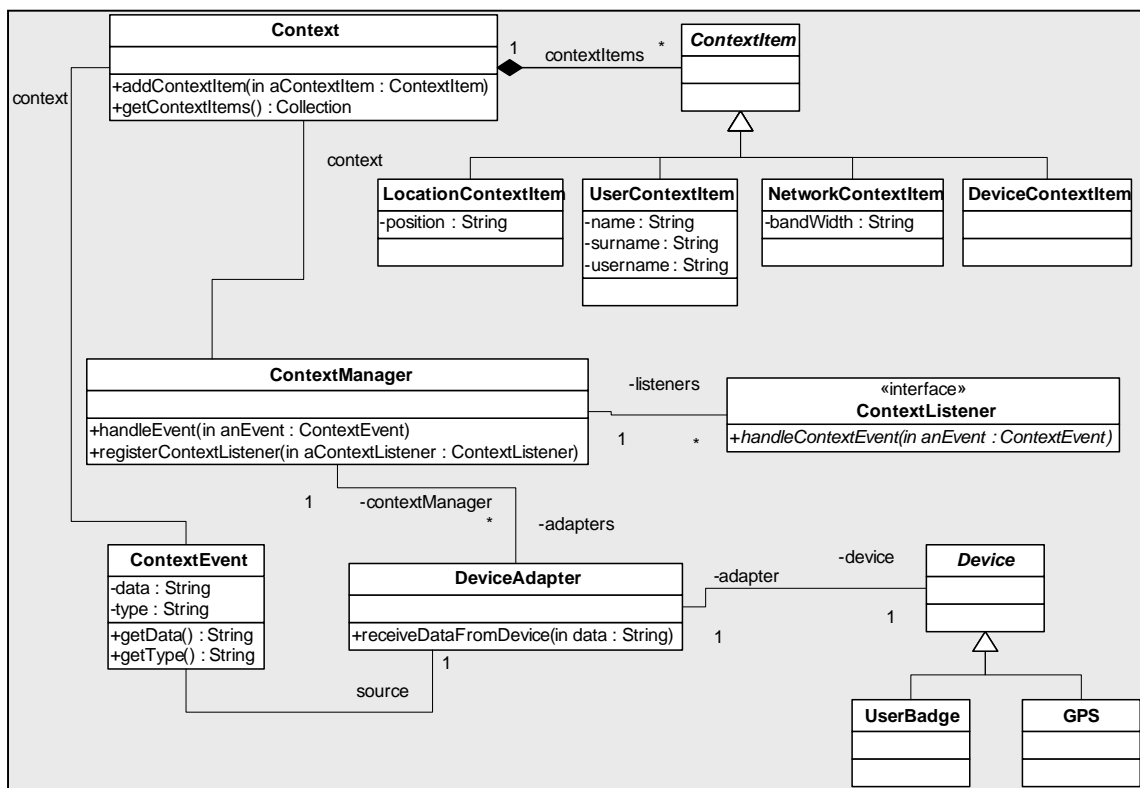 Context
+addContextItem(in aContextItem : ContextItem)
+getContextItems() : Collection
1
contextItems
*
ContextItem
context
context
LocationContextItem
-position : String
UserContextItem
-name : String
-surname : String
-username : String
NetworkContextItem
-bandWidth : String
DeviceContextItem
ContextManager
+handleEvent(in anEvent : ContextEvent)
+registerContextListener(in aContextListener : ContextListener)
-listeners
1
*
«interface»
ContextListener
+handleContextEvent(in anEvent : ContextEvent)
1
-contextManager
*
-adapters
ContextEvent
-data : String
-type : String
+getData() : String
+getType() : String
DeviceAdapter
+receiveDataFromDevice(in data : String)
-adapter
1
-device
1
Device
1
source
UserBadge
GPS